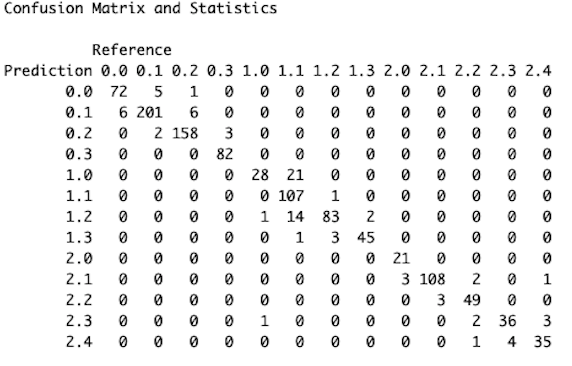 Confusion Matrix and Statistics
Reference
Prediction 0.0 0.1 0.2 0.3 1.0 1.1 1.2 1.3 2.0 2.1 2.2 2.3 2.4
0.0 72 5 1 0 0 0 0 0 0 0 0 0 0
0.1 6 201 6 0 0 0 0 0 0 0 0 0 0
0.2 0 2 158 3 0 0 0 0 0 0 0 0 0
0.3 0 0 0 82 0 0 0 0 0 0 0 0 0
1.0 0 0 0 0 28 21 0 0 0 0 0 0 0
1.1 0 0 0 0 0 107 1 0 0 0 0 0 0
1.2 0 0 0 0 1 14 83 2 0 0 0 0 0
1.3 0 0 0 0 0 1 3 45 0 0 0 0 0
2.0 0 0 0 0 0 0 0 0 21 0 0 0 0
2.1 0 0 0 0 0 0 0 0 3 108 2 0 1
2.2 0 0 0 0 0 0 0 0 0 3 49 0 0
2.3 0 0 0 0 1 0 0 0 0 0 2 36 3
2.4 0 0 0 0 0 0 0 0 0 0 1 4 35